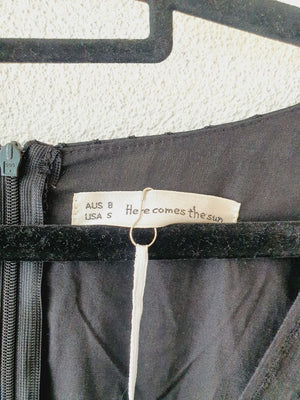 AUS 8
USA S
Here comes the sun